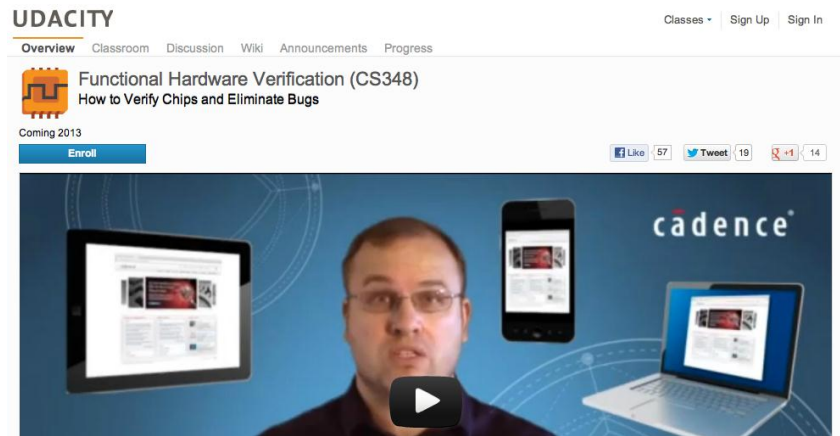 UDACITY
Classes Sign Up Sign In
Overview Classroom Discussion Wiki Announcements Progress
Functional Hardware Verification (CS348)
How to Verify Chips and Eliminate Bugs
Coming 2013
Enroll
Like 57 Tweet 19 +1 14
cādence®